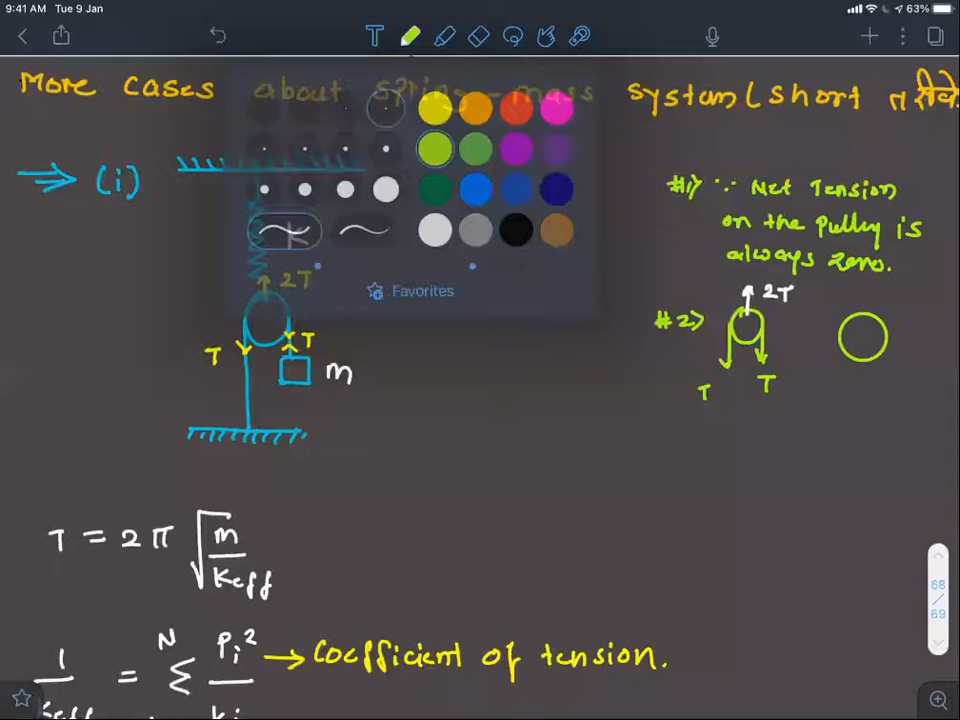 9:41 AM Tue 9 Jan
63%
More Cases about Spring-mass system (short तरीके
⇒ (i)
#1) ∵ Net Tension
on the pulley is
always zero.
K
Favorites
2T
2T
#2)
T
T
m
T
T
T = 2π √(m/Keff)
68
/
69
1/Keff = Σ^N Pi²/Ki → Coefficient of tension.